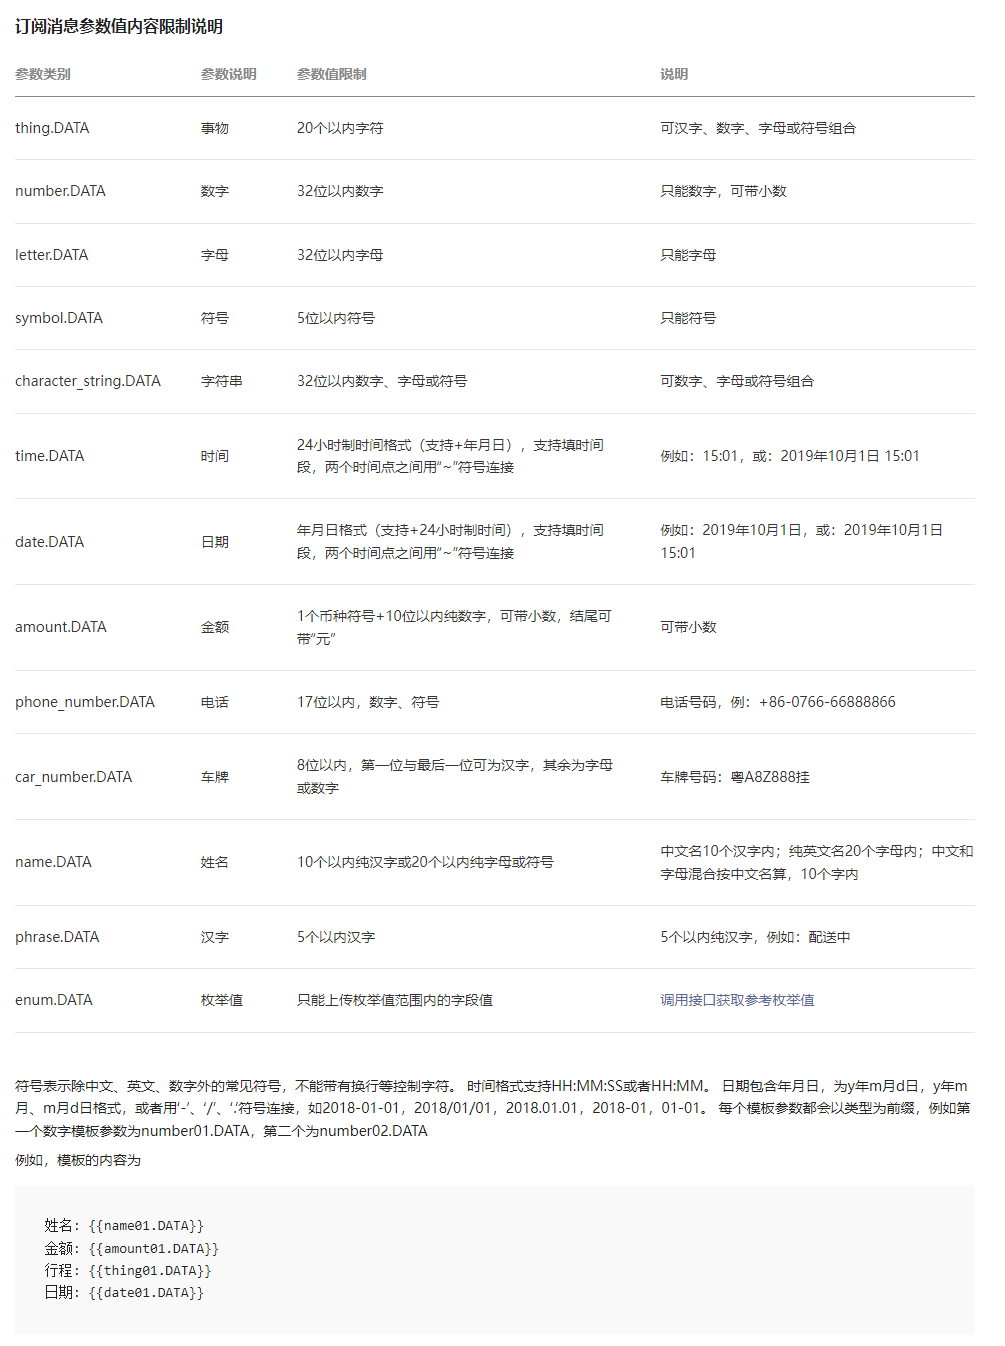 订阅消息参数值内容限制说明
参数类别 参数说明 参数值限制 说明
thing.DATA 事物 20个以内字符 可汉字、数字、字母或符号组合
number.DATA 数字 32位以内数字 只能数字，可带小数
letter.DATA 字母 32位以内字母 只能字母
symbol.DATA 符号 5位以内符号 只能符号
character_string.DATA 字符串 32位以内数字、字母或符号 可数字、字母或符号组合
time.DATA 时间 24小时制时间格式（支持+年月日），支持填时间
段，两个时间点之间用“~”符号连接 例如：15:01，或：2019年10月1日 15:01
date.DATA 日期 年月日格式（支持+24小时制时间），支持填时间
段，两个时间点之间用“~”符号连接 例如：2019年10月1日，或：2019年10月1日
15:01
amount.DATA 金额 1个币种符号+10位以内纯数字，可带小数，结尾可
带“元” 可带小数
phone_number.DATA 电话 17位以内，数字、符号 电话号码，例：+86-0766-66888866
car_number.DATA 车牌 8位以内，第一位与最后一位可为汉字，其余为字母
或数字 车牌号码：粤A8Z888挂
name.DATA 姓名 10个以内纯汉字或20个以内纯字母或符号 中文名10个汉字内；纯英文名20个字母内；中文和
字母混合按中文名算，10个字内
phrase.DATA 汉字 5个以内汉字 5个以内纯汉字，例如：配送中
enum.DATA 枚举值 只能上传枚举值范围内的字段值 调用接口获取参考枚举值
符号表示除中文、英文、数字外的常见符号，不能带有换行等控制字符。 时间格式支持HH:MM:SS或者HH:MM。 日期包含年月日，为y年m月d日，y年m
月、m月d日格式，或者用‘-’、‘/’、‘.’符号连接，如2018-01-01，2018/01/01，2018.01.01，2018-01，01-01。 每个模板参数都会以类型为前缀，例如第
一个数字模板参数为number01.DATA，第二个为number02.DATA
例如，模板的内容为
姓名: {{name01.DATA}}
金额: {{amount01.DATA}}
行程: {{thing01.DATA}}
日期: {{date01.DATA}}